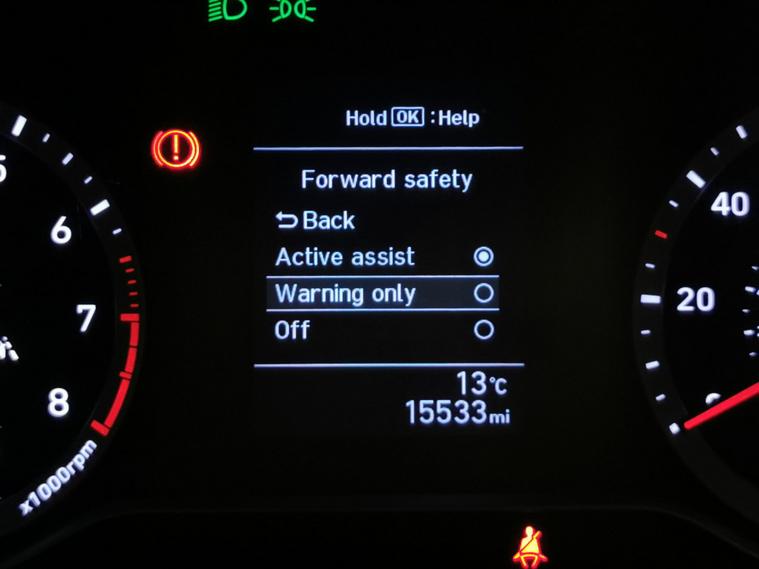 Hold OK : Help
Forward safety
Back
Active assist
Warning only
Off
13°C
15533mi
5
6
7
8
x1000rpm
40
20